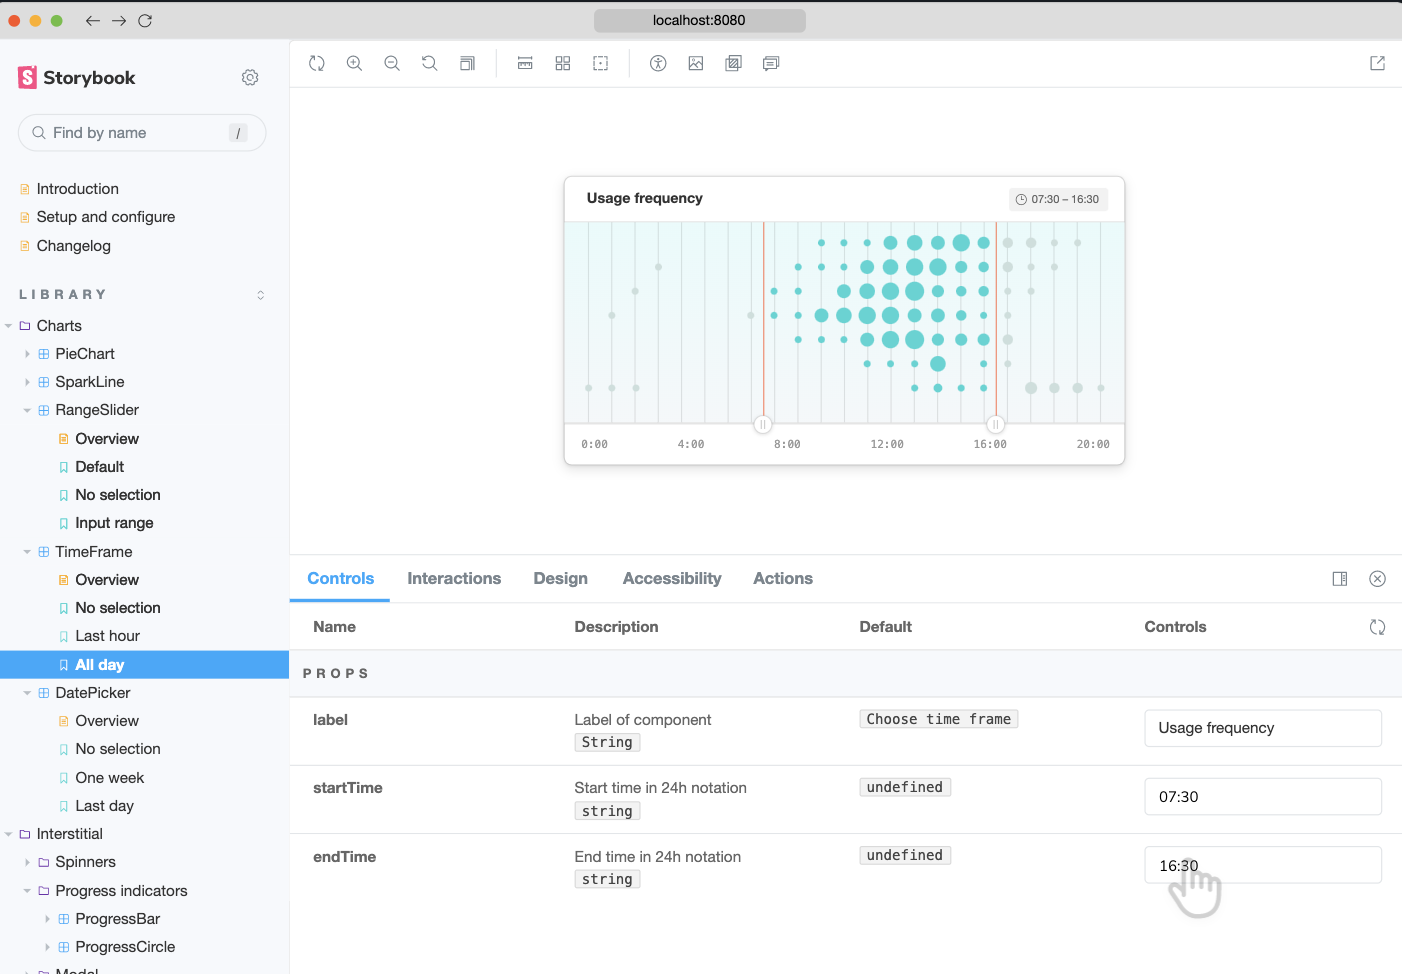 localhost:8080
Storybook
Find by name /
Introduction
Setup and configure
Changelog
LIBRARY
Charts
PieChart
SparkLine
RangeSlider
Overview
Default
No selection
Input range
TimeFrame
Overview
No selection
Last hour
All day
DatePicker
Overview
No selection
One week
Last day
Interstitial
Spinners
Progress indicators
ProgressBar
ProgressCircle
Modal
Usage frequency 07:30 – 16:30
0:00 4:00 8:00 12:00 16:00 20:00
Controls Interactions Design Accessibility Actions
Name Description Default Controls
PROPS
label Label of component Choose time frame Usage frequency
String
startTime Start time in 24h notation undefined 07:30
string
endTime End time in 24h notation undefined 16:30
string